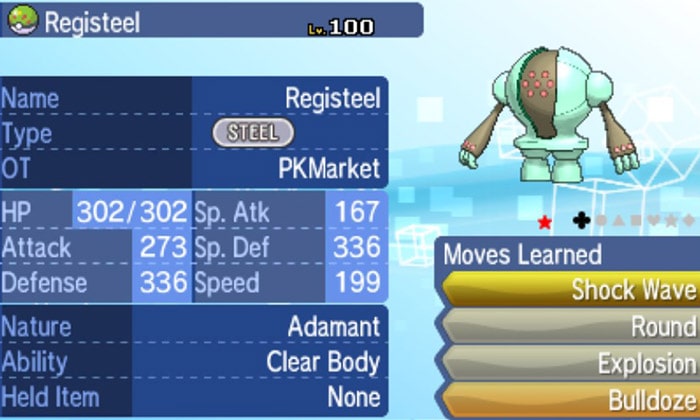 Registeel Lv.100
Name Registeel
Type STEEL
OT PKMarket
HP 302/302 Sp. Atk 167
Attack 273 Sp. Def 336
Defense 336 Speed 199
Nature Adamant
Ability Clear Body
Held Item None
Moves Learned
Shock Wave
Round
Explosion
Bulldoze